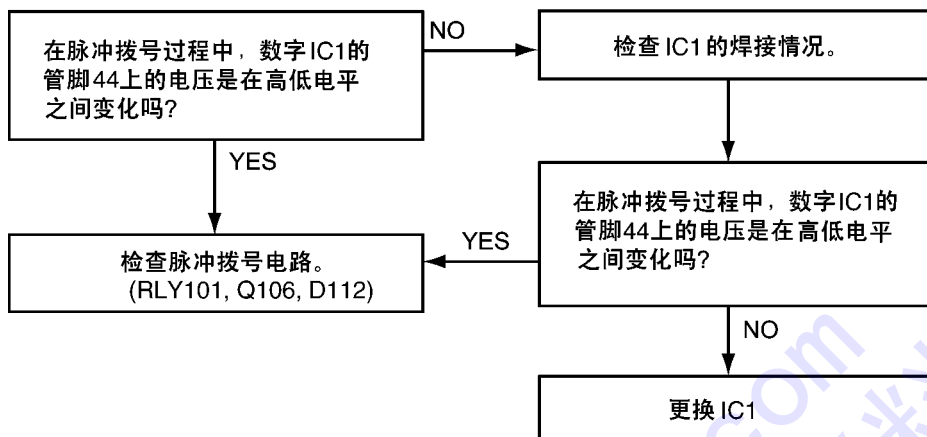 在脉冲拨号过程中，数字IC1的
管脚44上的电压是在高低电平
之间变化吗？
NO
检查IC1的焊接情况。
YES
在脉冲拨号过程中，数字IC1的
管脚44上的电压是在高低电平
之间变化吗？
YES
检查脉冲拨号电路。
(RLY101, Q106, D112)
NO
更换IC1
.com